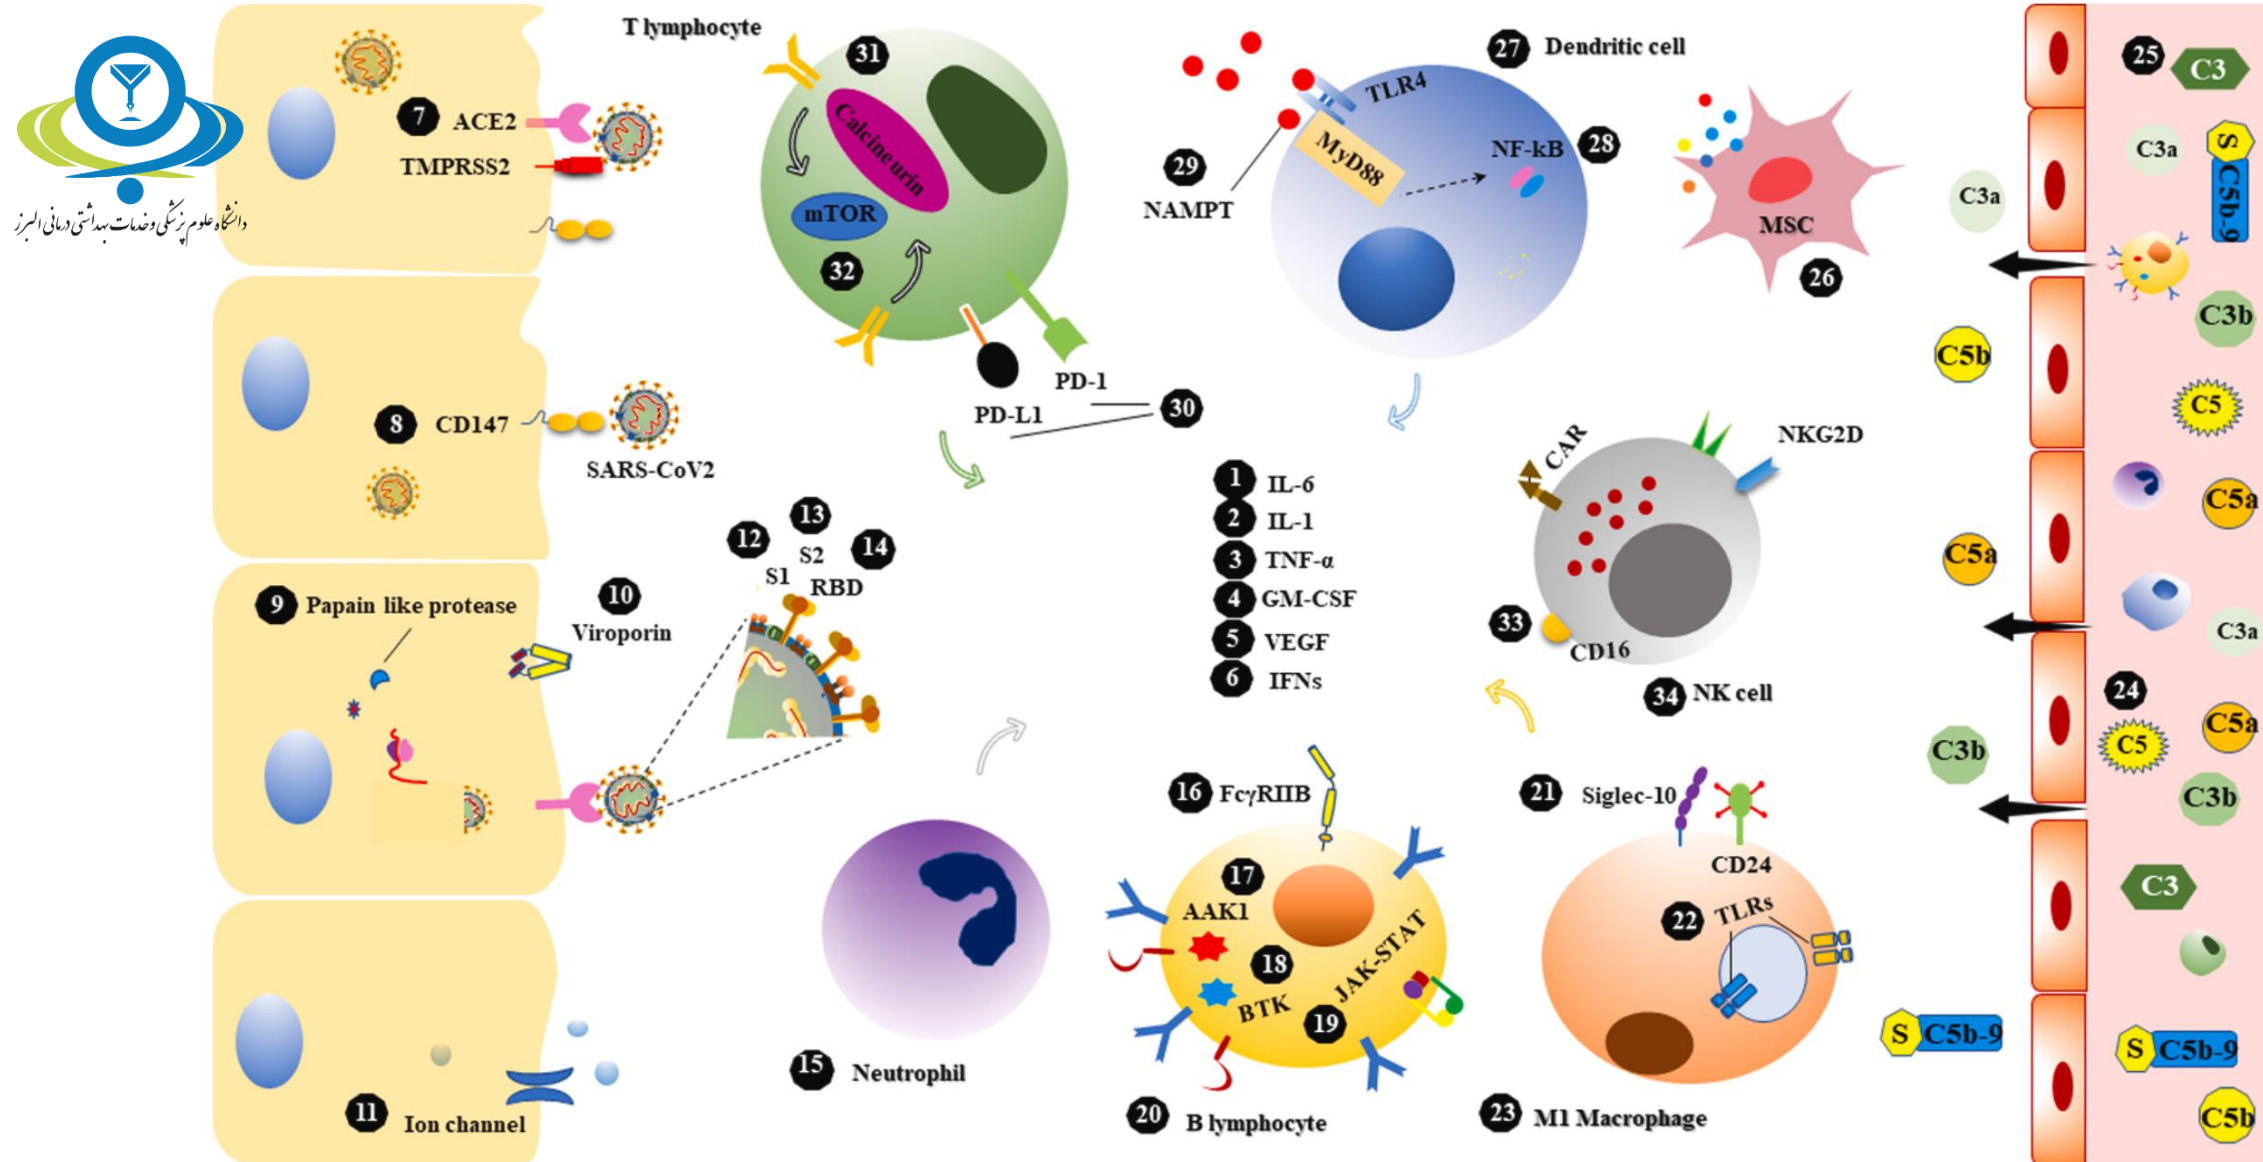 دانشگاه علوم پزشکی و خدمات بهداشتی درمانی البرز
7 ACE2
TMPRSS2
8 CD147
SARS-CoV2
9 Papain like protease
10
Viroporin
11 Ion channel
T lymphocyte
31
Calcineurin
mTOR
32
PD-1
PD-L1
30
12
13
14
S1
S2
RBD
27 Dendritic cell
TLR4
MyD88
NF-kB 28
29
NAMPT
MSC
26
1 IL-6
2 IL-1
3 TNF-α
4 GM-CSF
5 VEGF
6 IFNs
CAR
NKG2D
33
CD16
34 NK cell
15 Neutrophil
16 FcγRIIB
17
AAK1
18
BTK
19
JAK-STAT
20 B lymphocyte
21 Siglec-10
CD24
22 TLRs
23 M1 Macrophage
C3a
C5b
C5a
C3b
S C5b-9
25 C3
C3a
S C5b-9
C3b
C5
C5a
C3a
24
C5
C5a
C3b
C3
S C5b-9
C5b